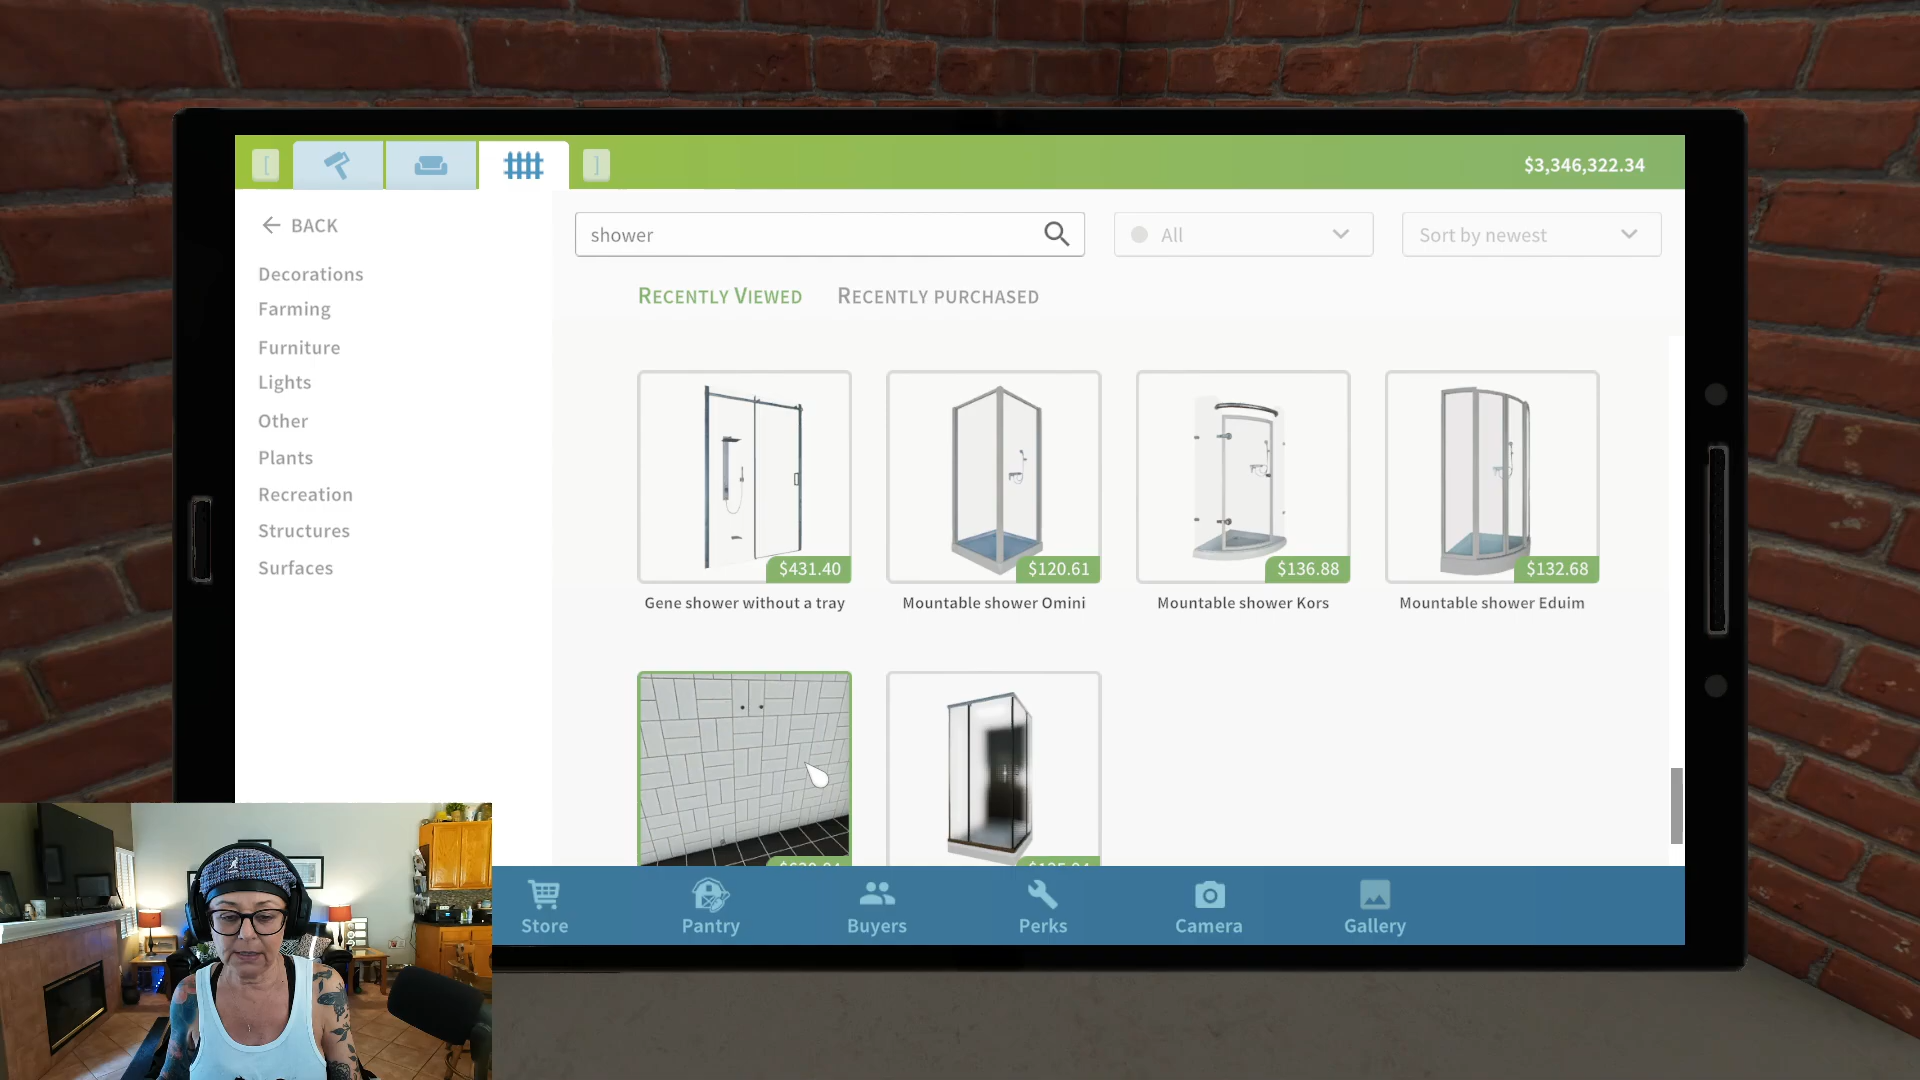 [
]
$3,346,322.34
BACK
shower
All
Sort by newest
Decorations
Farming
Furniture
Lights
Other
Plants
Recreation
Structures
Surfaces
RECENTLY VIEWED
RECENTLY PURCHASED
$431.40
$120.61
$136.88
$132.68
Gene shower without a tray
Mountable shower Omini
Mountable shower Kors
Mountable shower Eduim
Store
Pantry
Buyers
Perks
Camera
Gallery